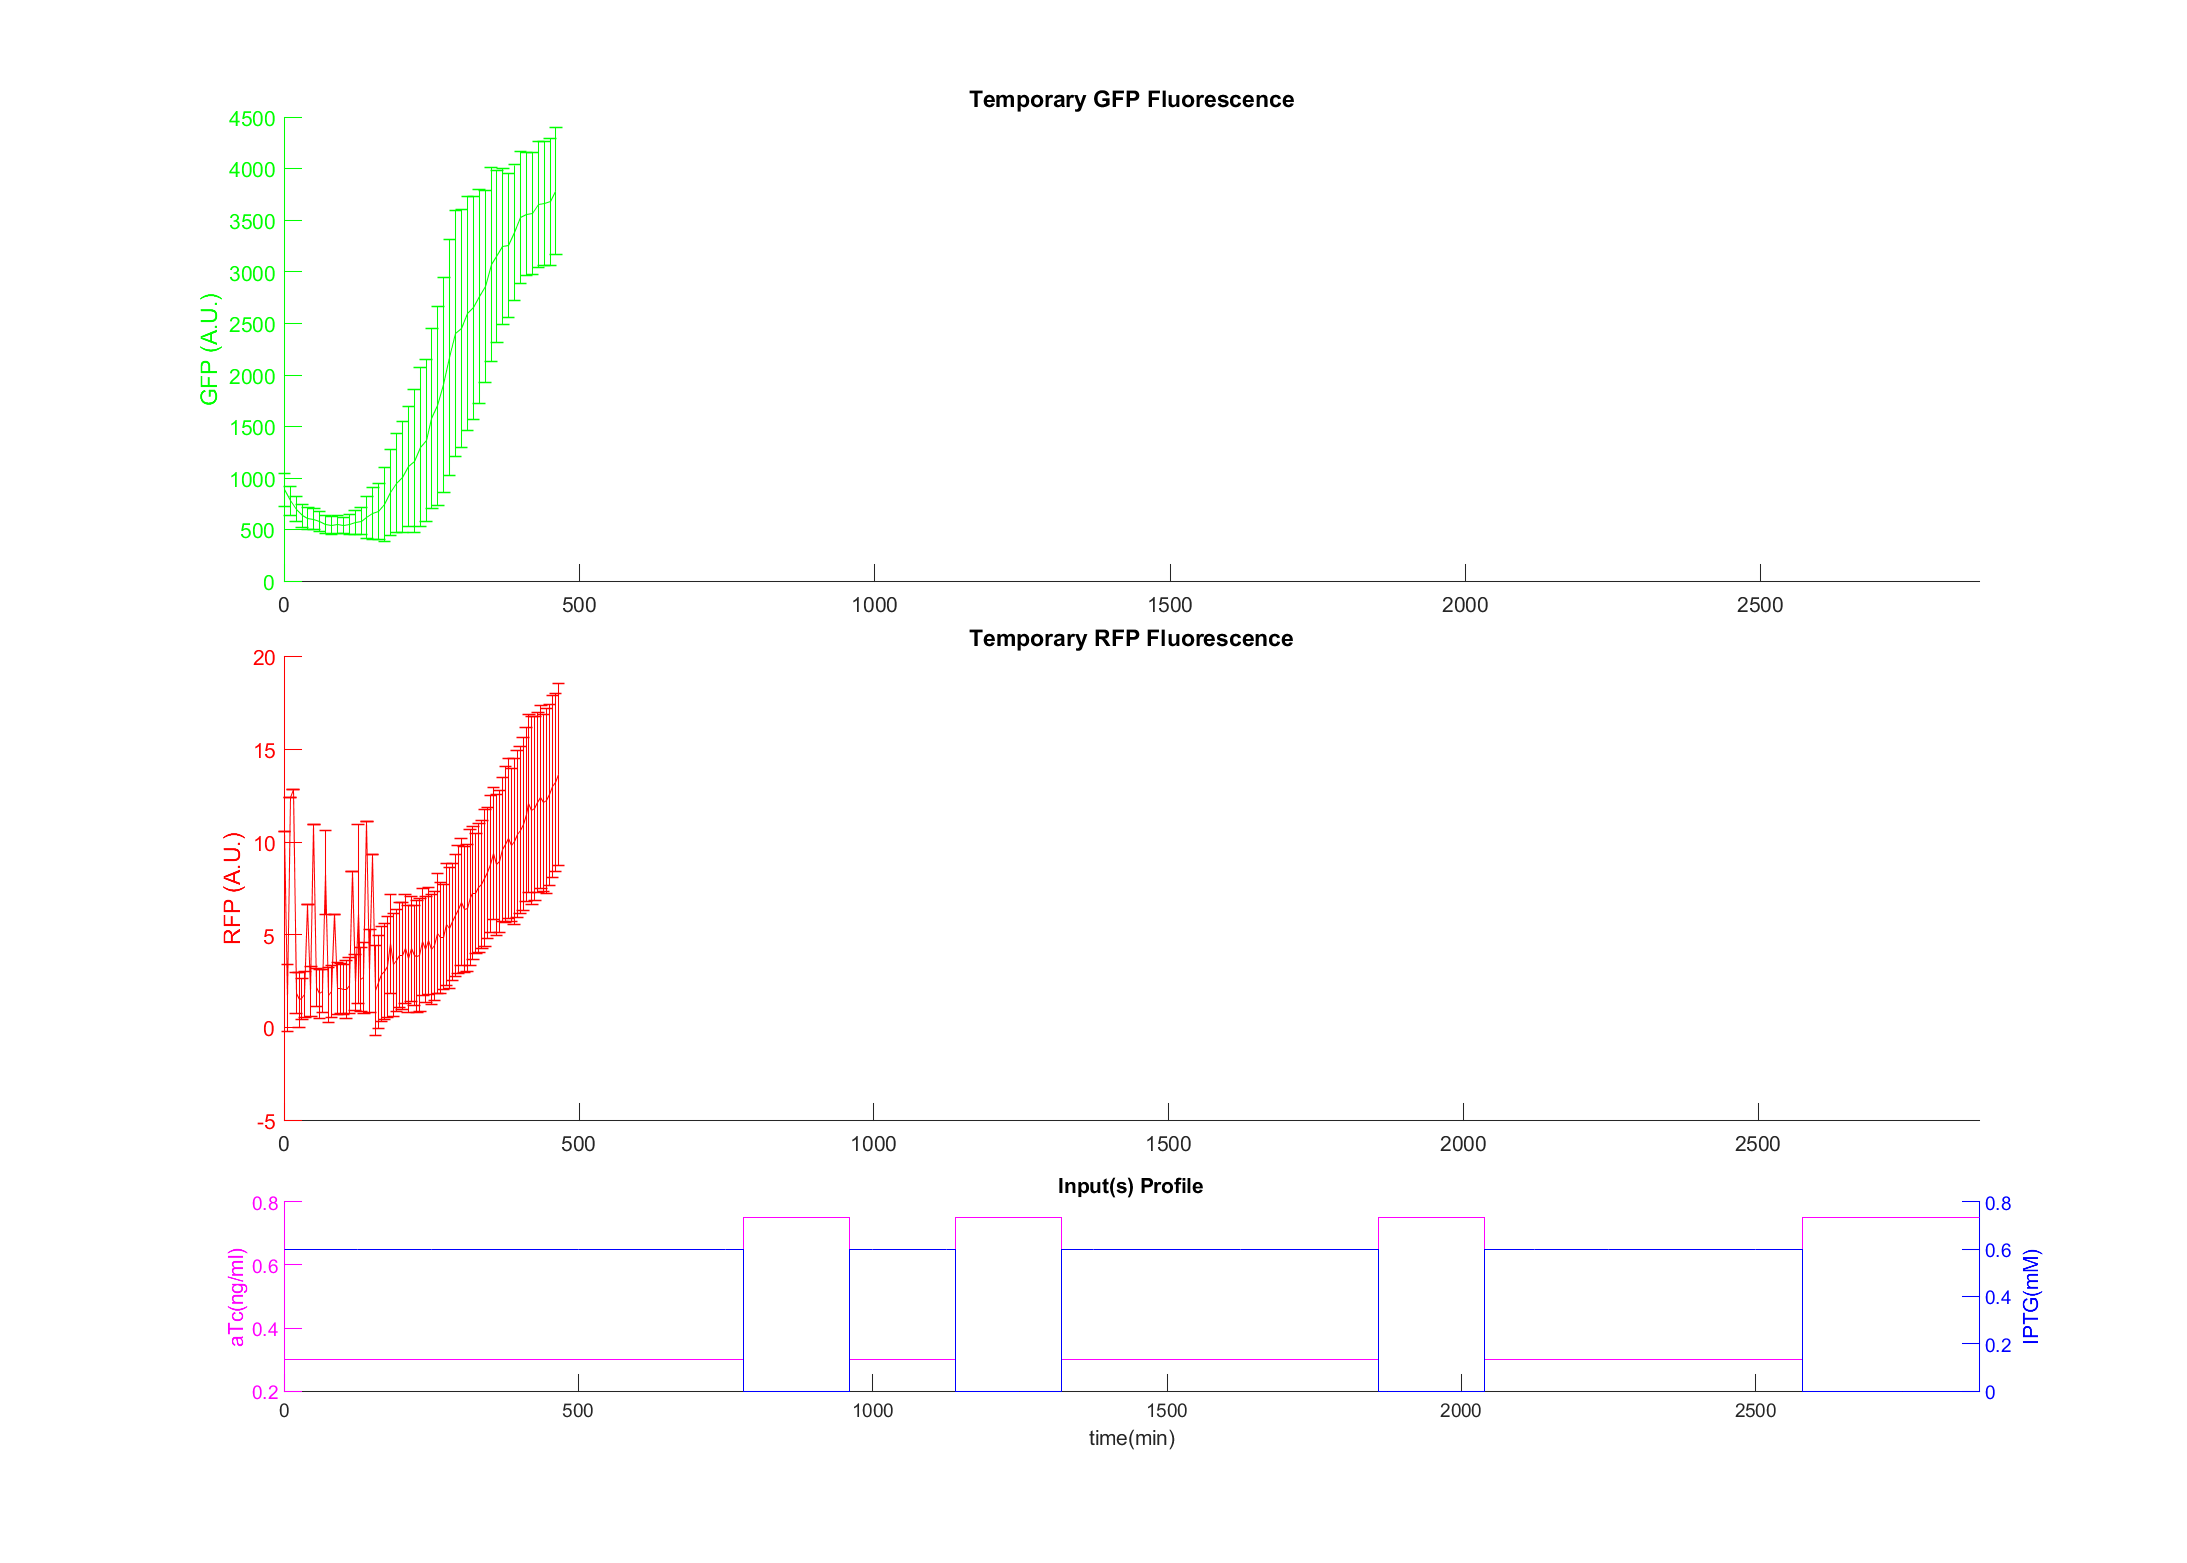 Temporary GFP Fluorescence
4500
4000
3500
3000
2500
2000
1500
1000
500
0
GFP (A.U.)
0 500 1000 1500 2000 2500
Temporary RFP Fluorescence
20
15
10
5
0
-5
RFP (A.U.)
0 500 1000 1500 2000 2500
Input(s) Profile
0.8
0.6
0.4
0.2
aTc(ng/ml)
0.8
0.6
0.4
0.2
0
IPTG(mM)
0 500 1000 1500 2000 2500
time(min)